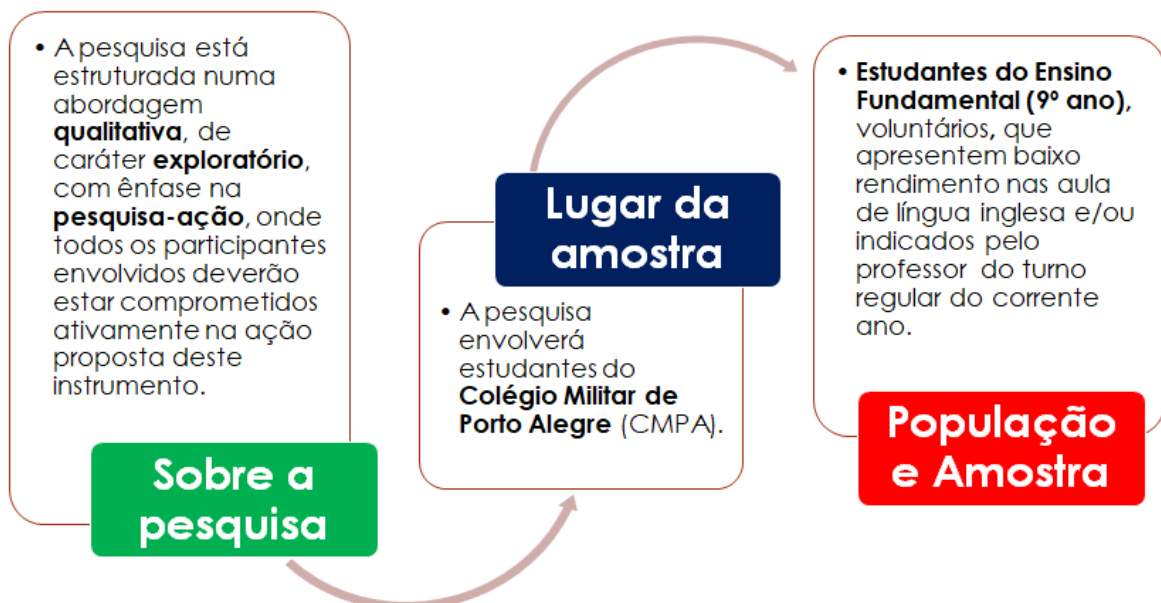 • A pesquisa está
estruturada numa
abordagem
qualitativa, de
caráter exploratório,
com ênfase na
pesquisa-ação, onde
todos os participantes
envolvidos deverão
estar comprometidos
ativamente na ação
proposta deste
instrumento.
Sobre a
pesquisa
Lugar da
amostra
• A pesquisa
envolverá
estudantes do
Colégio Militar de
Porto Alegre (CMPA).
• Estudantes do Ensino
Fundamental (9º ano),
voluntários, que
apresentem baixo
rendimento nas aula
de língua inglesa e/ou
indicados pelo
professor do turno
regular do corrente
ano.
População
e Amostra